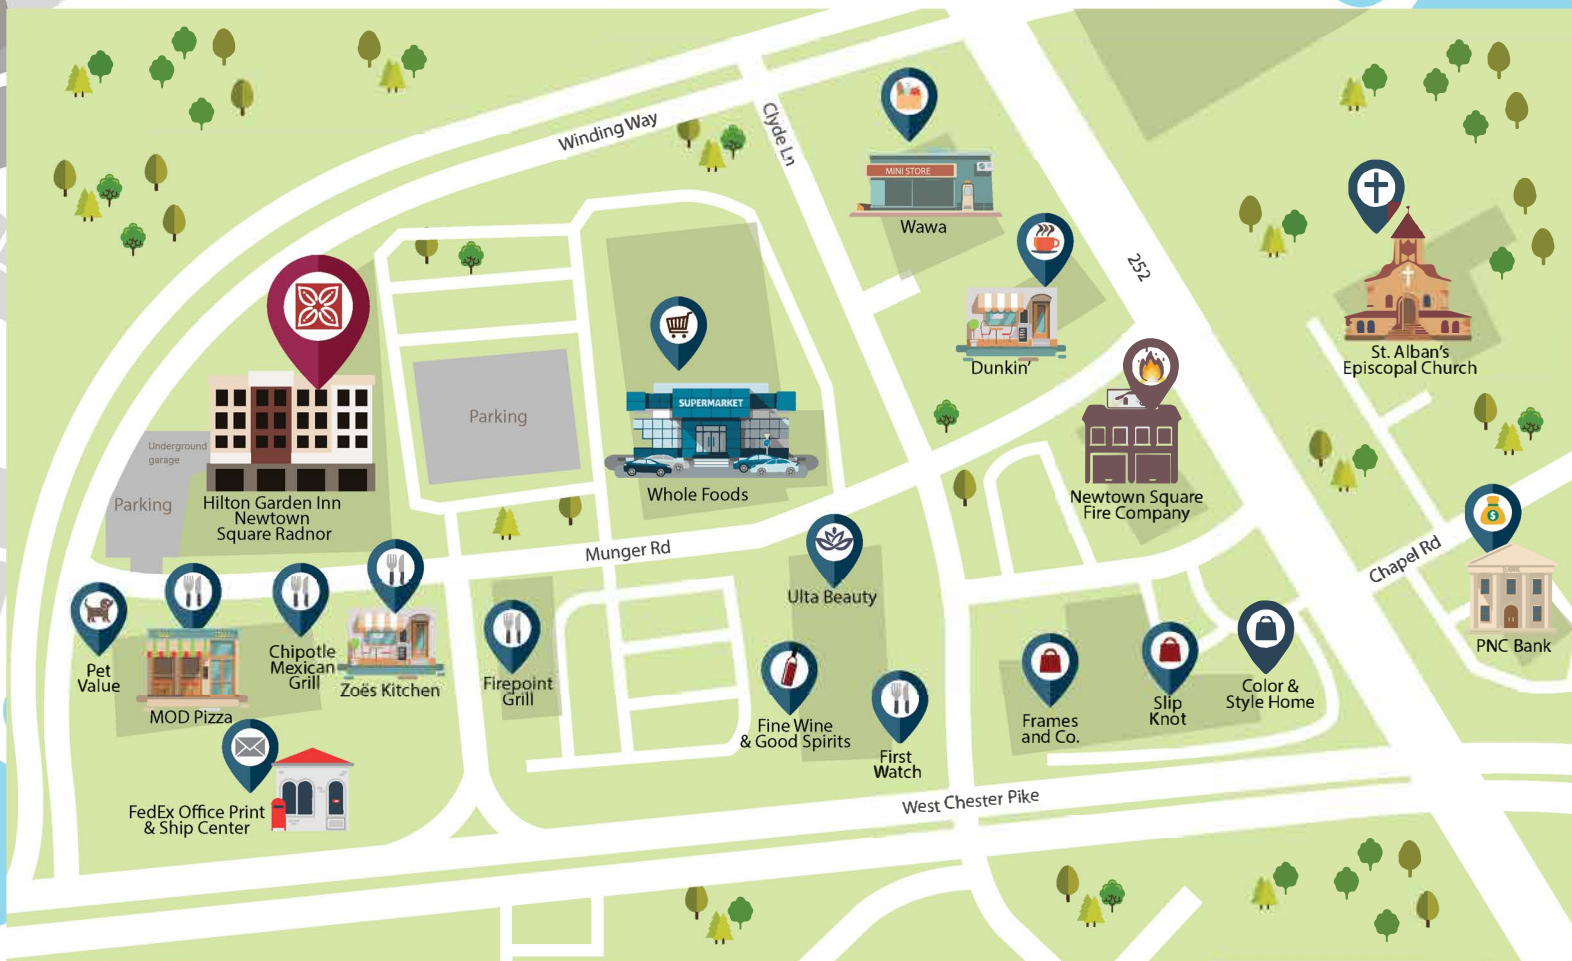 Winding Way
Clyde Ln
MINI STORE
Wawa
252
Dunkin’
St. Alban’s
Episcopal Church
SUPERMARKET
Whole Foods
Parking
Underground
garage
Parking
Hilton Garden Inn
Newtown
Square Radnor
Newtown Square
Fire Company
Munger Rd
Chapel Rd
BANK
PNC Bank
Ulta Beauty
Pet
Value
MOD Pizza
Chipotle
Mexican
Grill
Zoës Kitchen
Firepoint
Grill
Fine Wine
& Good Spirits
First
Watch
Frames
and Co.
Slip
Knot
Color &
Style Home
FedEx Office Print
& Ship Center
West Chester Pike